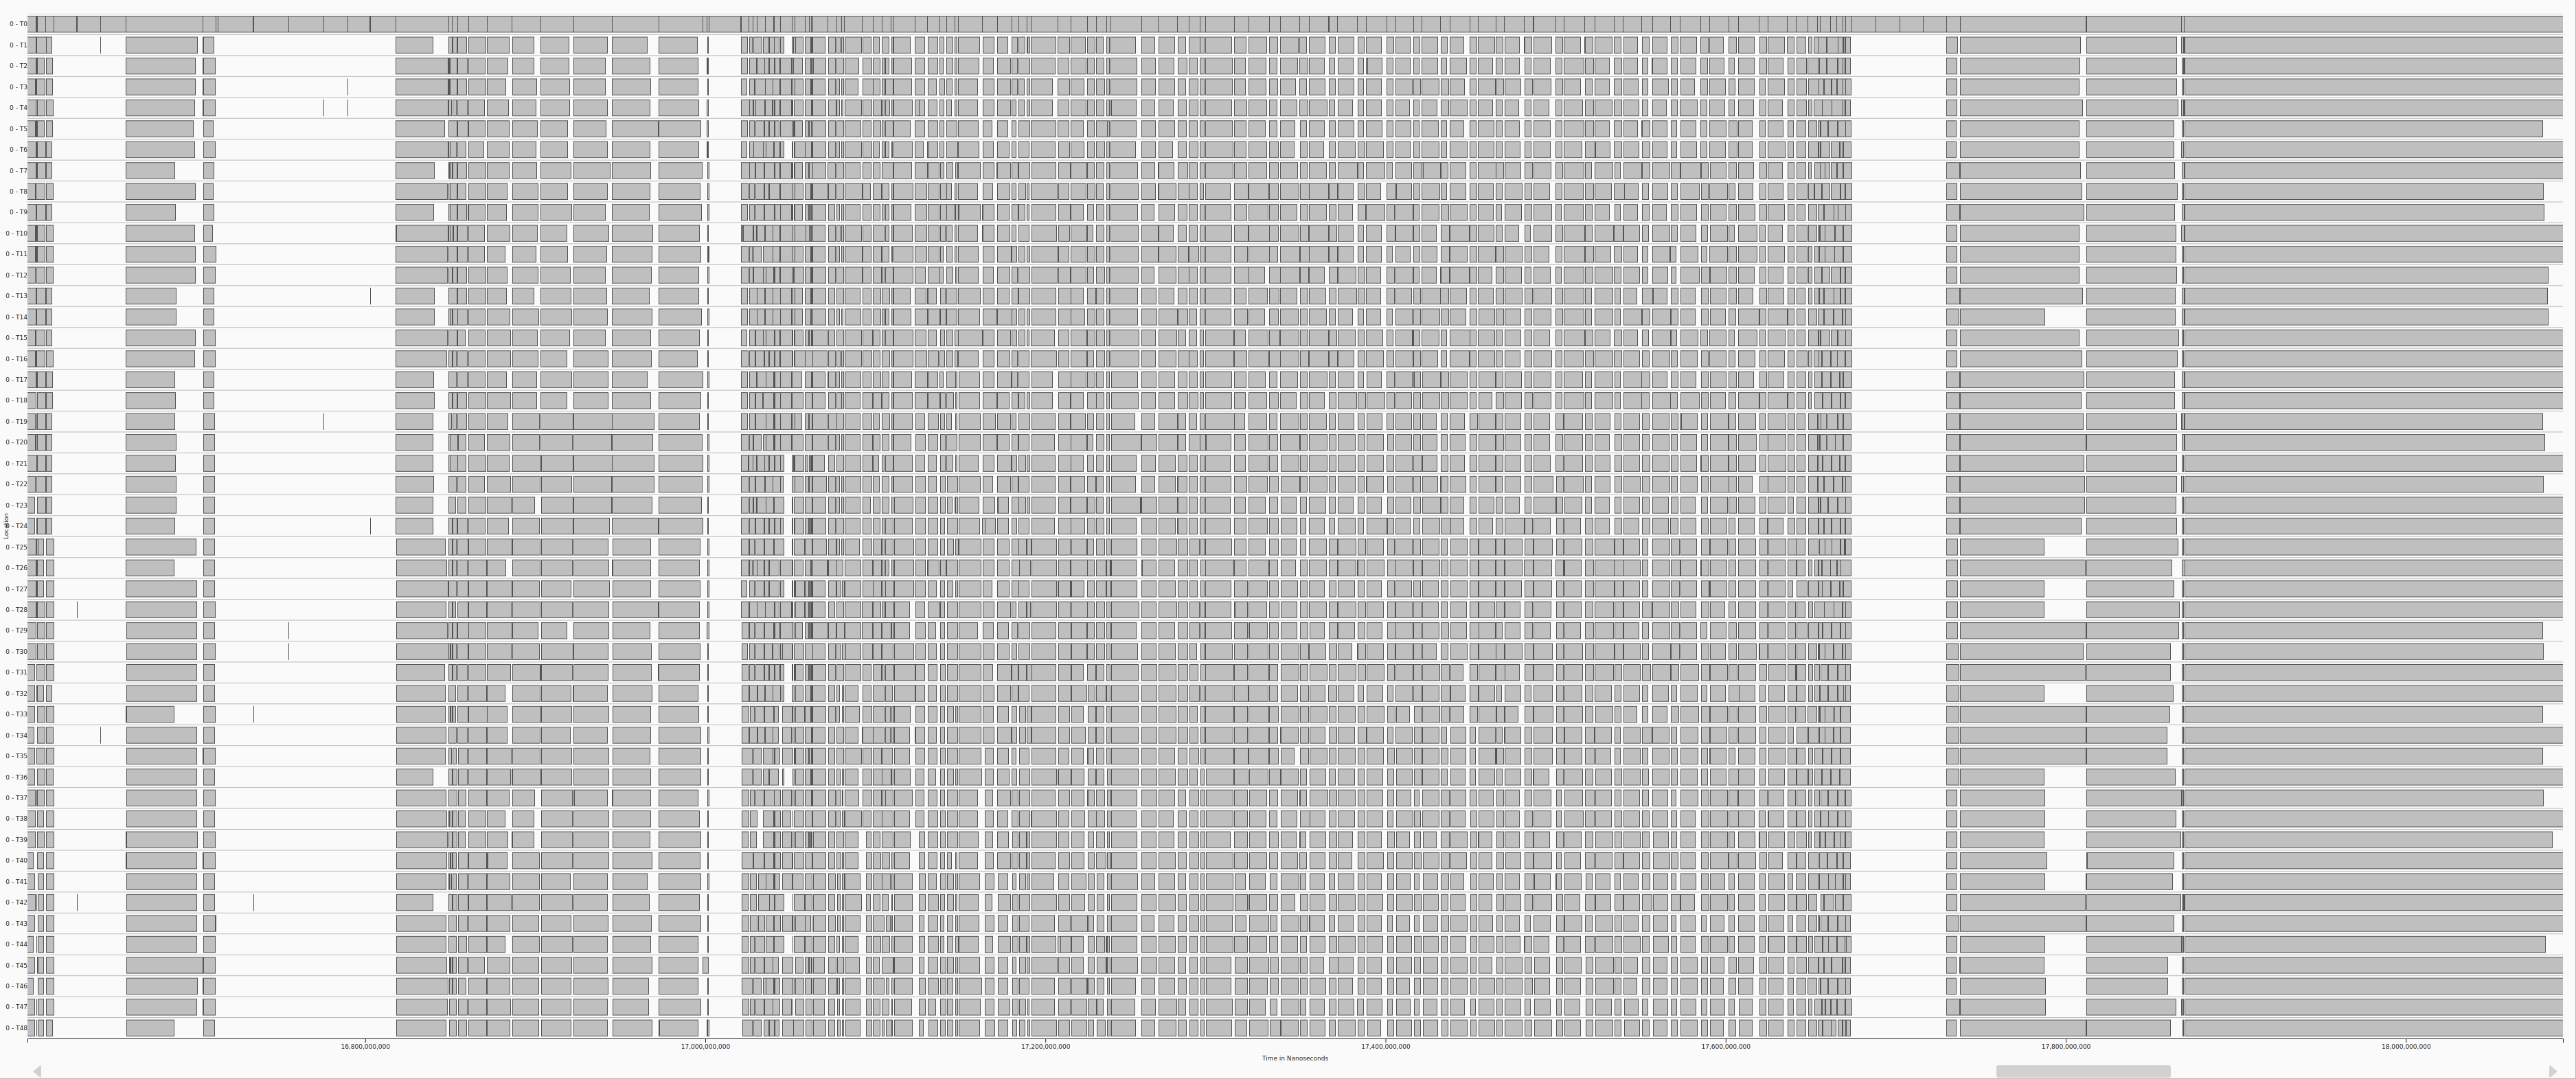 0 - T0
0 - T1
0 - T2
0 - T3
0 - T4
0 - T5
0 - T6
0 - T7
0 - T8
0 - T9
0 - T10
0 - T11
0 - T12
0 - T13
0 - T14
0 - T15
0 - T16
0 - T17
0 - T18
0 - T19
0 - T20
0 - T21
0 - T22
0 - T23
0 - T24
0 - T25
0 - T26
0 - T27
0 - T28
0 - T29
0 - T30
0 - T31
0 - T32
0 - T33
0 - T34
0 - T35
0 - T36
0 - T37
0 - T38
0 - T39
0 - T40
0 - T41
0 - T42
0 - T43
0 - T44
0 - T45
0 - T46
0 - T47
0 - T48
Location
16,800,000,000 17,000,000,000 17,200,000,000 17,400,000,000 17,600,000,000 17,800,000,000 18,000,000,000
Time in Nanoseconds